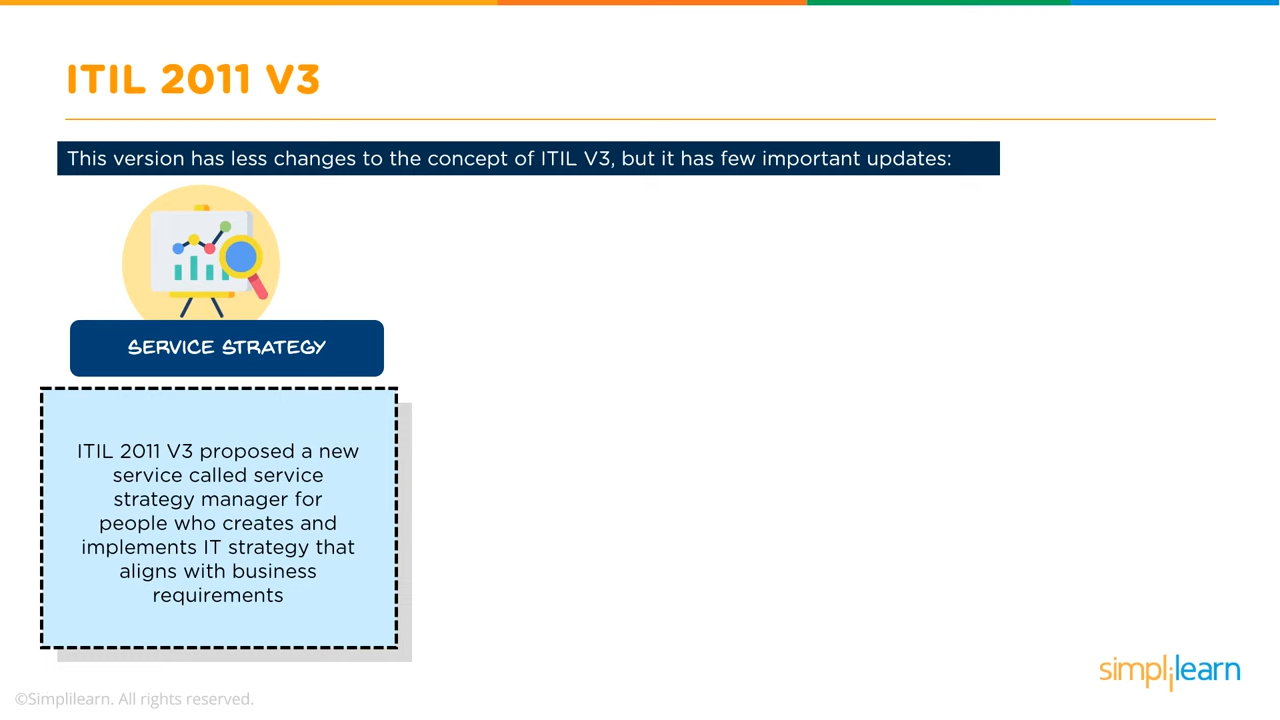 ITIL 2011 V3
This version has less changes to the concept of ITIL V3, but it has few important updates:
SERVICE STRATEGY
ITIL 2011 V3 proposed a new
service called service
strategy manager for
people who creates and
implements IT strategy that
aligns with business
requirements
simplilearn
©Simplilearn. All rights reserved.